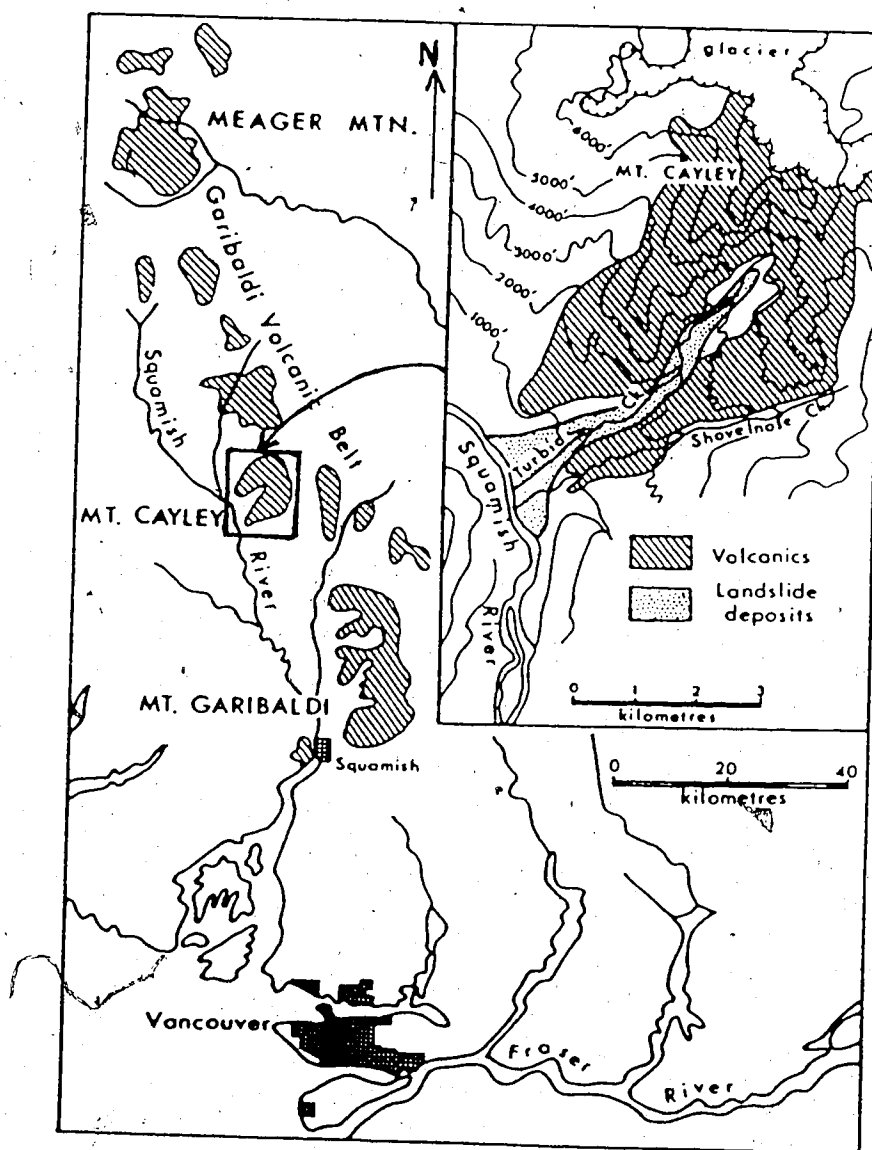 N
MEAGER MTN.
Garibaldi Volcanic Belt
Squamish River
MT. CAYLEY
MT. GARIBALDI
Squamish
Vancouver
Fraser River
0 20 40
kilometres
glacier
MT. CAYLEY
6000'
5000'
4000'
3000'
2000'
1000'
Turbid Ck.
Shovelnose Ck.
Squamish River
Volcanics
Landslide
deposits
0 1 2 3
kilometres